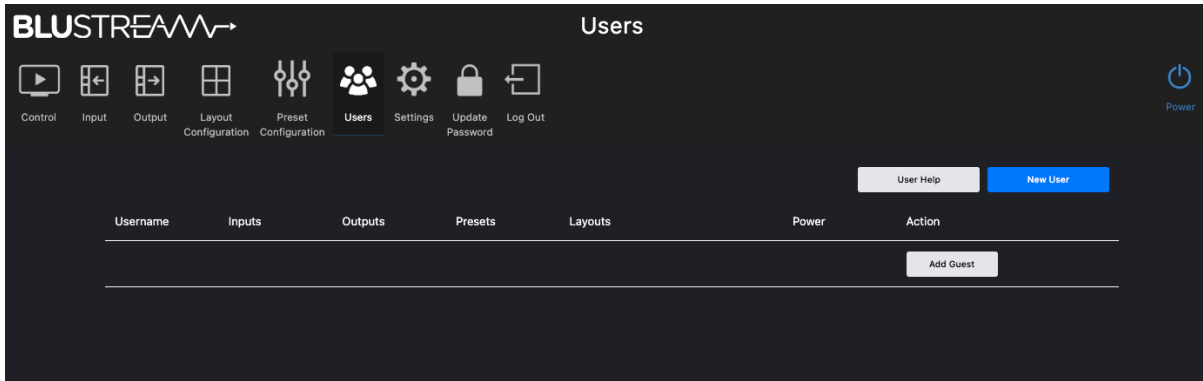 BLUSTREAM
Users
Control
Input
Output
Layout
Configuration
Preset
Configuration
Users
Settings
Update
Password
Log Out
Power
User Help
New User
Username Inputs Outputs Presets Layouts Power Action
Add Guest